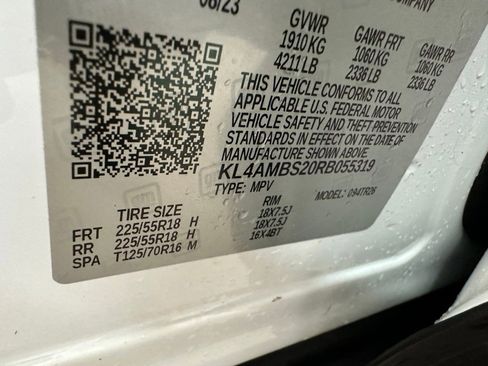 06/23 COMPANY
GVWR GAWR FRT GAWR RR
1910 KG 1060 KG 1060 KG
4211 LB 2336 LB 2336 LB
THIS VEHICLE CONFORMS TO ALL
APPLICABLE U.S. FEDERAL MOTOR
VEHICLE SAFETY AND THEFT PREVENTION
STANDARDS IN EFFECT ON THE DATE OF
MANUFACTURE SHOWN ABOVE.
KL4AMBS20RB055319
TYPE: MPV MODEL: 094TR26
TIRE SIZE RIM
FRT 225/55R18 H 18X7.5J
RR 225/55R18 H 18X7.5J
SPA T125/70R16 M 16X4BT